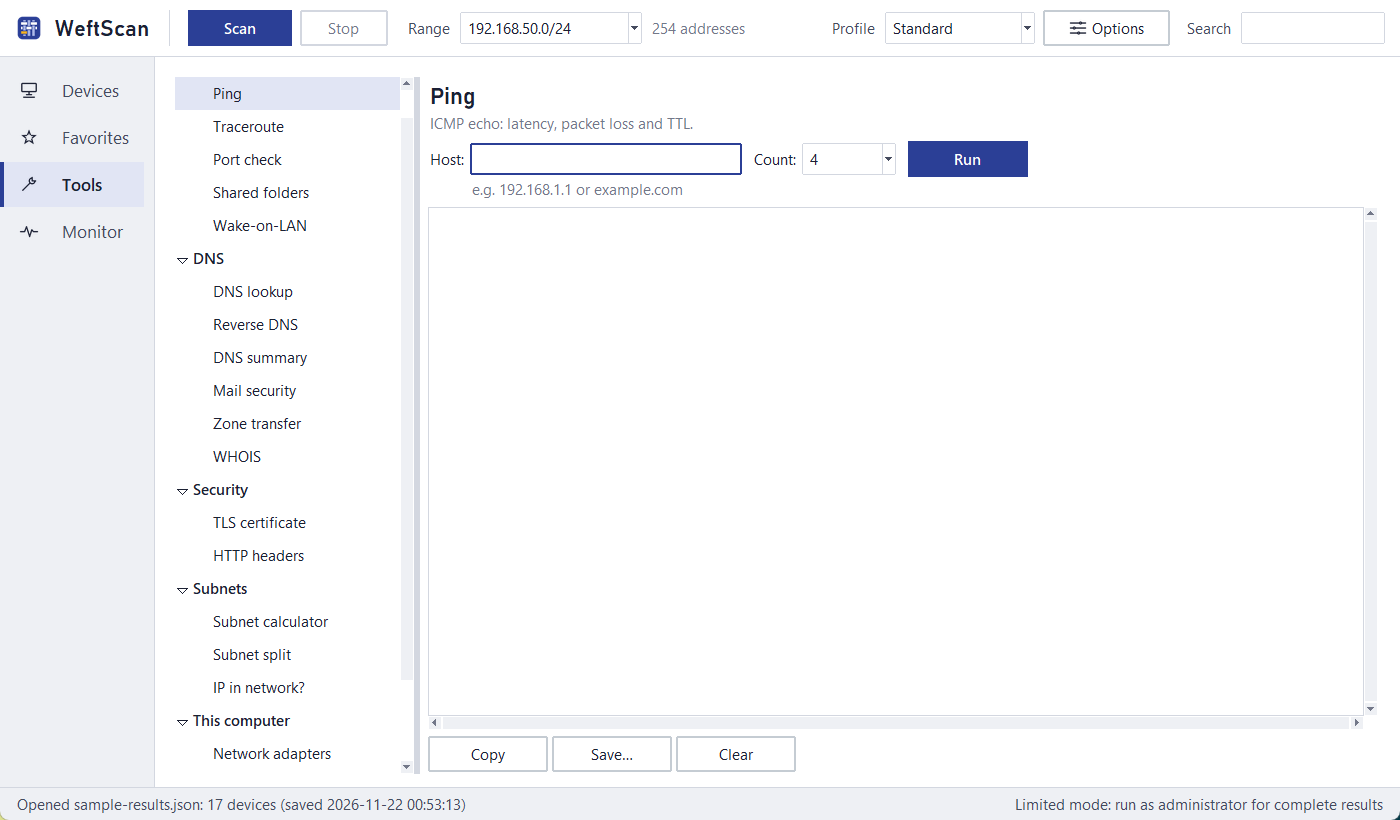 WeftScan
Scan
Stop
Range
192.168.50.0/24
254 addresses
Profile
Standard
Options
Search
Devices
Favorites
Tools
Monitor
Ping
Traceroute
Port check
Shared folders
Wake-on-LAN
DNS
DNS lookup
Reverse DNS
DNS summary
Mail security
Zone transfer
WHOIS
Security
TLS certificate
HTTP headers
Subnets
Subnet calculator
Subnet split
IP in network?
This computer
Network adapters
Ping
ICMP echo: latency, packet loss and TTL.
Host:
Count:
4
Run
e.g. 192.168.1.1 or example.com
Copy
Save...
Clear
Opened sample-results.json: 17 devices (saved 2026-11-22 00:53:13)
Limited mode: run as administrator for complete results